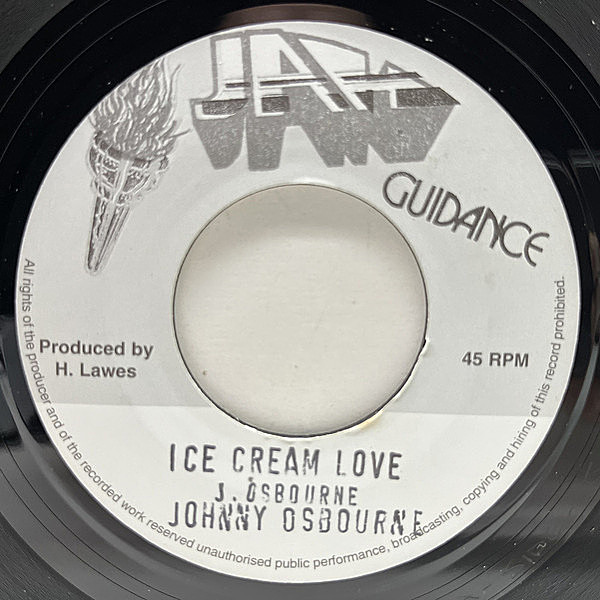 JAH
GUIDANCE
Produced by
H. Lawes
45 RPM
ICE CREAM LOVE
J. OSBOURNE
JOHNNY OSBOURNE
All rights of the producer and of the recorded work reserved unauthorised public performance, broadcasting, copying and hiring of this record prohibited.